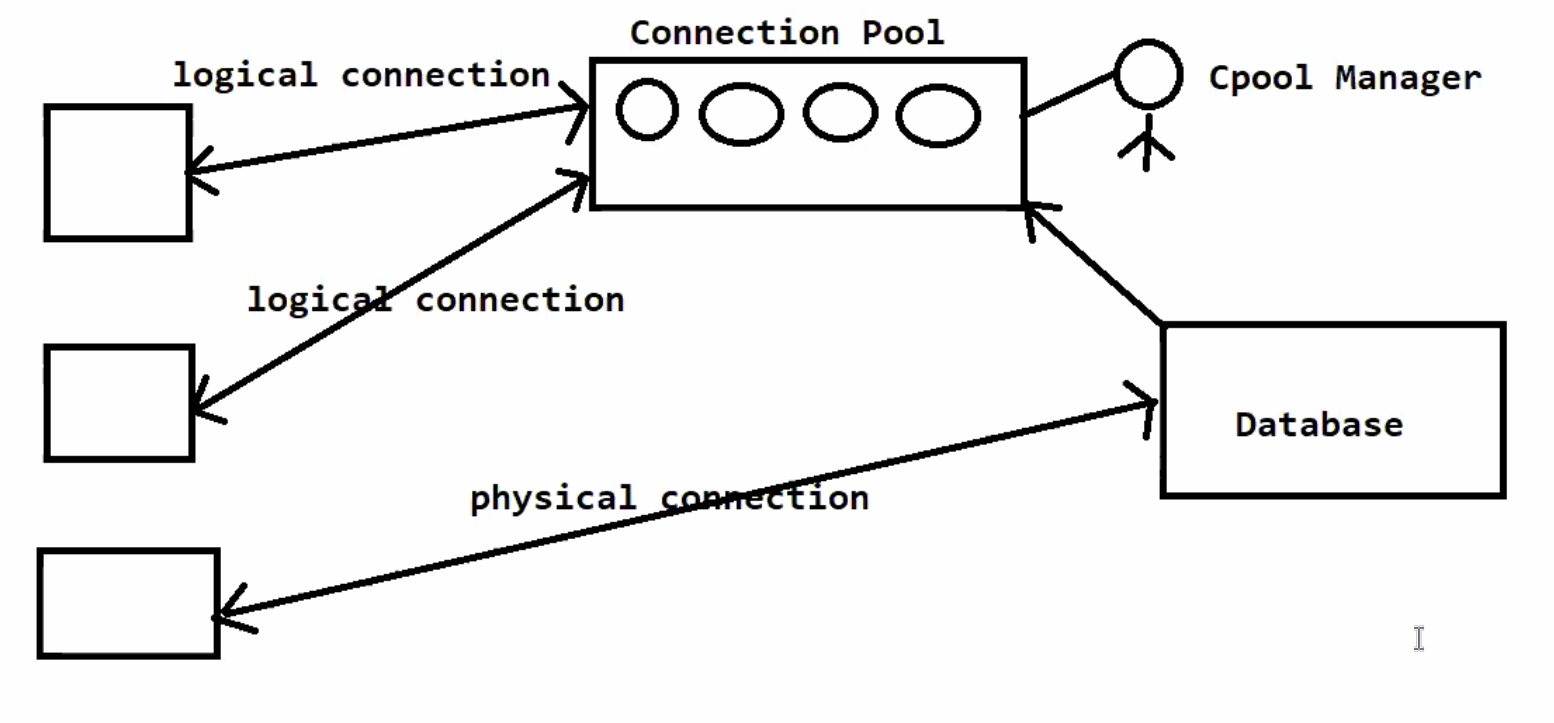 Connection Pool
logical connection
Cpool Manager
logical connection
Database
physical connection